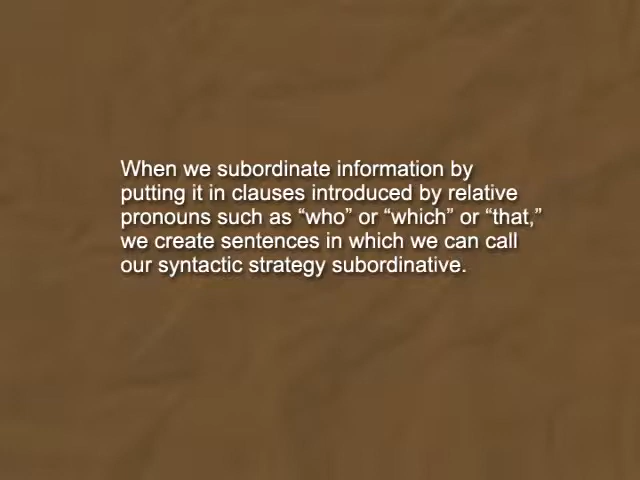 When we subordinate information by
putting it in clauses introduced by relative
pronouns such as “who” or “which” or “that,”
we create sentences in which we can call
our syntactic strategy subordinative.